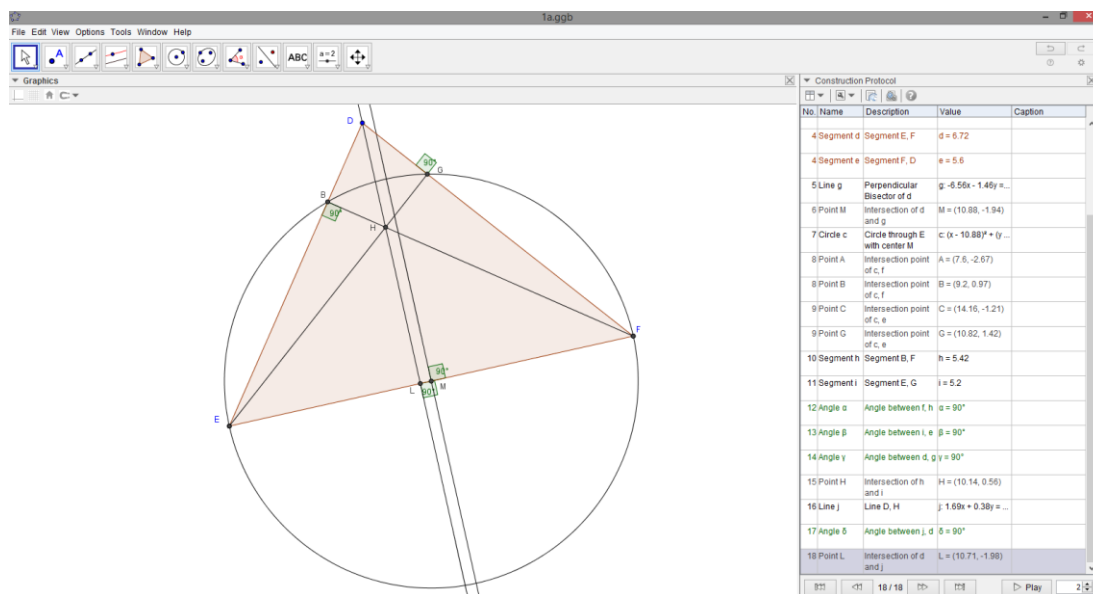 1a.ggb
File Edit View Options Tools Window Help
A
ABC
a=2
Graphics
Construction Protocol
No. Name Description Value Caption
4 Segment d Segment E, F d = 6.72
4 Segment e Segment F, D e = 5.6
5 Line g Perpendicular Bisector of d g: -6.56x - 1.46y =...
6 Point M Intersection of d and g M = (10.88, -1.94)
7 Circle c Circle through E with center M c: (x - 10.88)² + (y ...
8 Point A Intersection point of c, f A = (7.6, -2.67)
8 Point B Intersection point of c, f B = (9.2, 0.97)
9 Point C Intersection point of c, e C = (14.16, -1.21)
9 Point G Intersection point of c, e G = (10.82, 1.42)
10 Segment h Segment B, F h = 5.42
11 Segment i Segment E, G i = 5.2
12 Angle α Angle between f, h α = 90°
13 Angle β Angle between i, e β = 90°
14 Angle γ Angle between d, g γ = 90°
15 Point H Intersection of h and i H = (10.14, 0.56)
16 Line j Line D, H j: 1.69x + 0.38y = ...
17 Angle δ Angle between j, d δ = 90°
18 Point L Intersection of d and j L = (10.71, -1.98)
18 / 18
Play
2
D
90°
G
B
90°
H
F
90°
L
90°
M
E